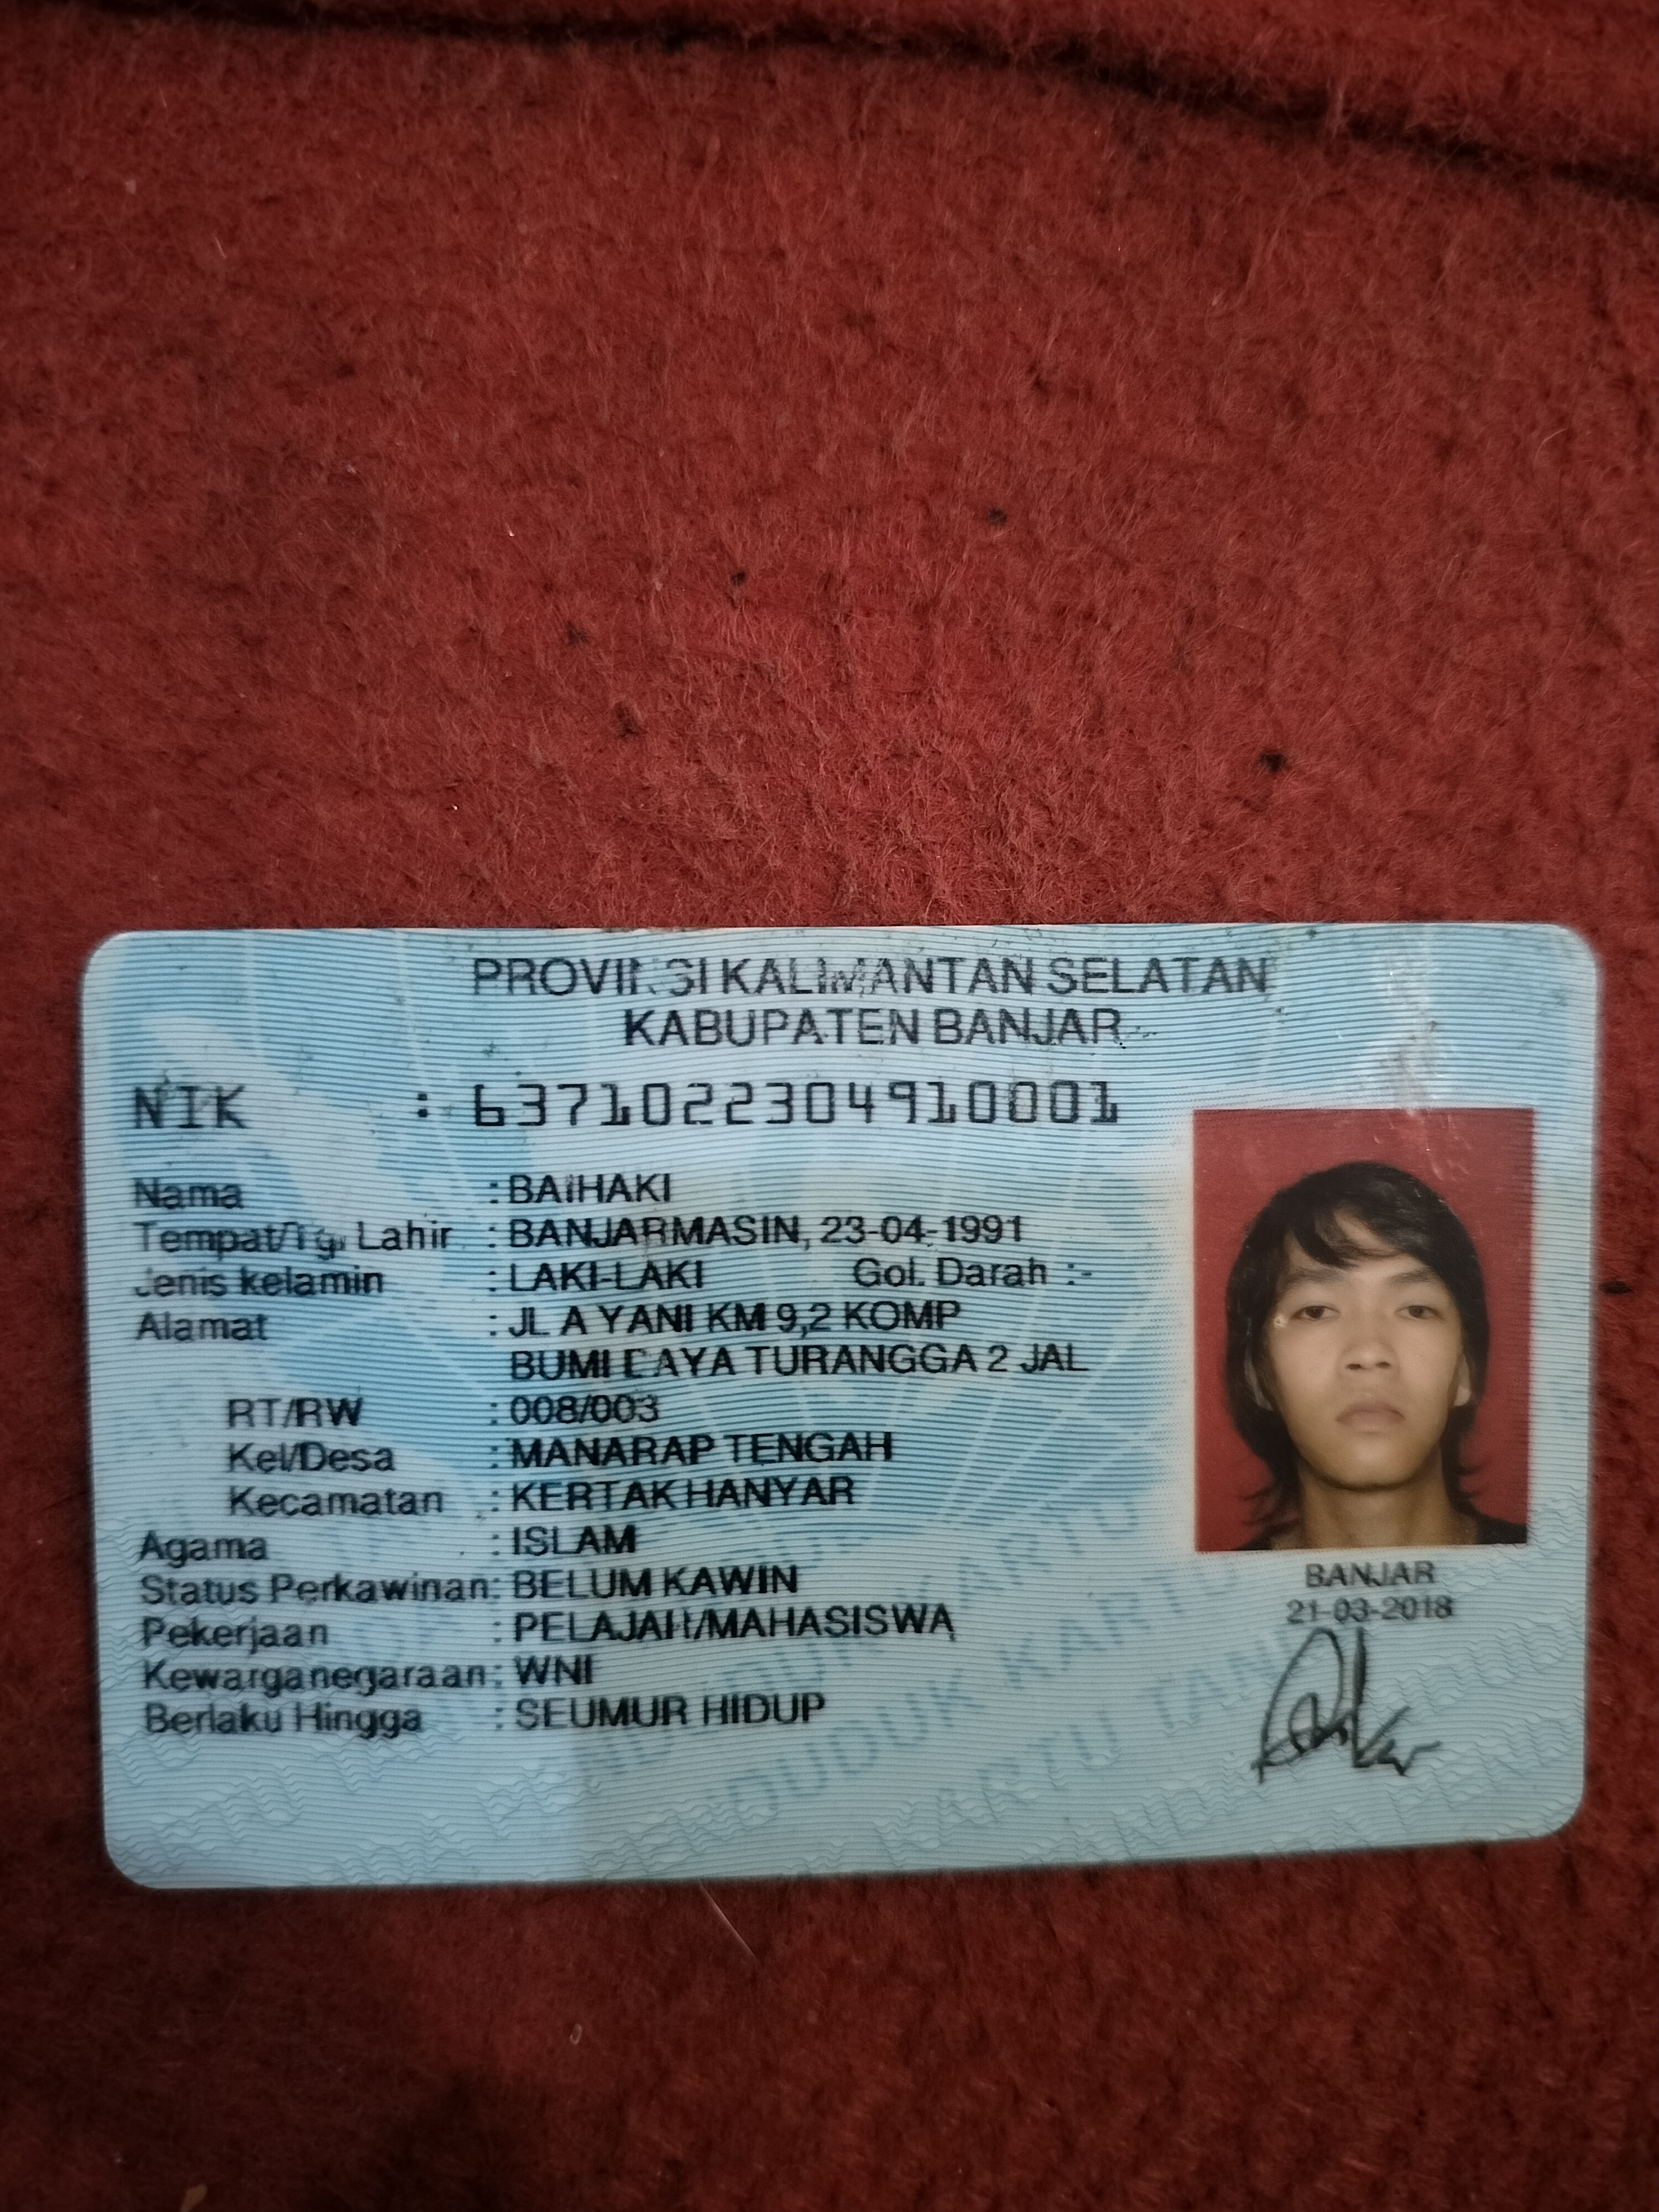 PROVINSI KALIMANTAN SELATAN
KABUPATEN BANJAR
NIK : 6371022304910001
Nama : BAIHAKI
Tempat/Tgl Lahir : BANJARMASIN, 23-04-1991
Jenis kelamin : LAKI-LAKI Gol. Darah :-
Alamat : JL A YANI KM 9,2 KOMP
BUMI DAYA TURANGGA 2 JAL
RT/RW : 008/003
Kel/Desa : MANARAP TENGAH
Kecamatan : KERTAK HANYAR
Agama : ISLAM
Status Perkawinan: BELUM KAWIN
Pekerjaan : PELAJAR/MAHASISWA
Kewarganegaraan: WNI
Berlaku Hingga : SEUMUR HIDUP
BANJAR
21-03-2018